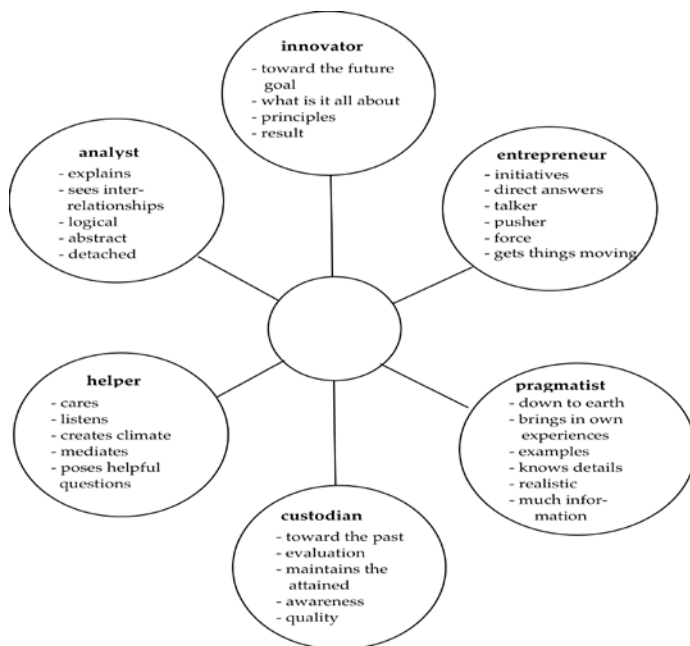 innovator
- toward the future
goal
- what is it all about
- principles
- result
analyst
- explains
- sees inter-
relationships
- logical
- abstract
- detached
entrepreneur
- initiatives
- direct answers
- talker
- pusher
- force
- gets things moving
helper
- cares
- listens
- creates climate
- mediates
- poses helpful
questions
pragmatist
- down to earth
- brings in own
experiences
- examples
- knows details
- realistic
- much infor-
mation
custodian
- toward the past
- evaluation
- maintains the
attained
- awareness
- quality